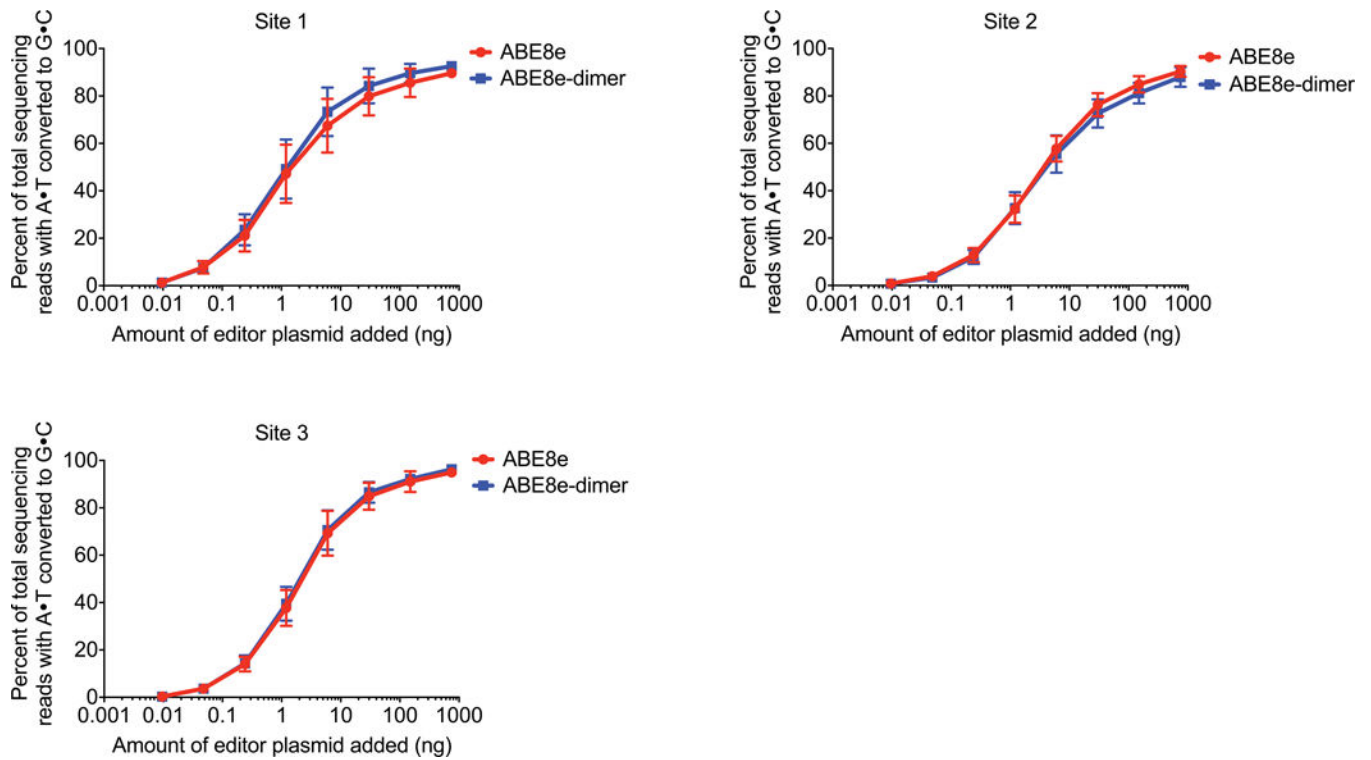 Site 1
Percent of total sequencing
reads with A•T converted to G•C
100
80
60
40
20
0
0.001 0.01 0.1 1 10 100 1000
Amount of editor plasmid added (ng)
ABE8e
ABE8e-dimer
Site 2
Percent of total sequencing
reads with A•T converted to G•C
100
80
60
40
20
0
0.001 0.01 0.1 1 10 100 1000
Amount of editor plasmid added (ng)
ABE8e
ABE8e-dimer
Site 3
Percent of total sequencing
reads with A•T converted to G•C
100
80
60
40
20
0
0.001 0.01 0.1 1 10 100 1000
Amount of editor plasmid added (ng)
ABE8e
ABE8e-dimer